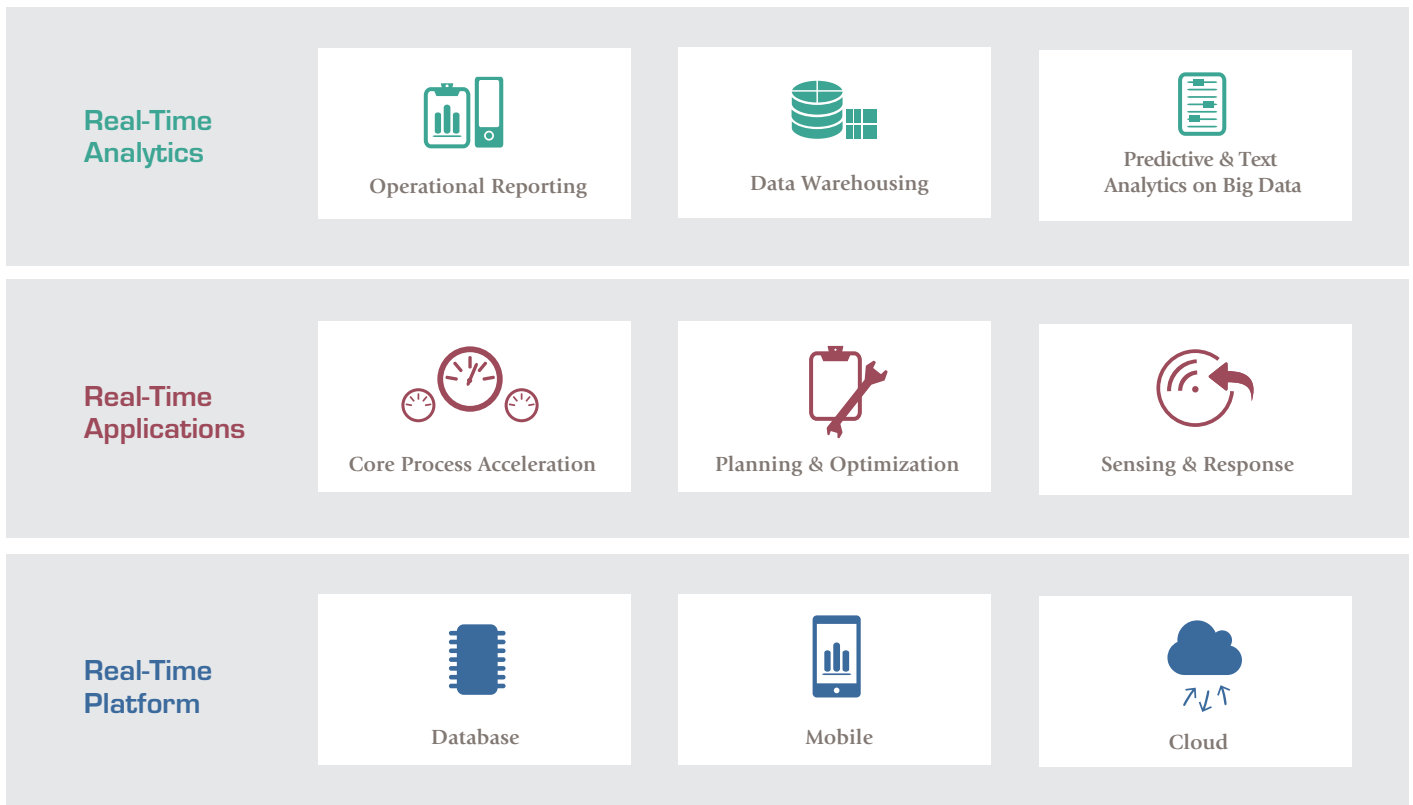 Real-Time
Analytics
Operational Reporting
Data Warehousing
Predictive & Text
Analytics on Big Data
Real-Time
Applications
Core Process Acceleration
Planning & Optimization
Sensing & Response
Real-Time
Platform
Database
Mobile
Cloud